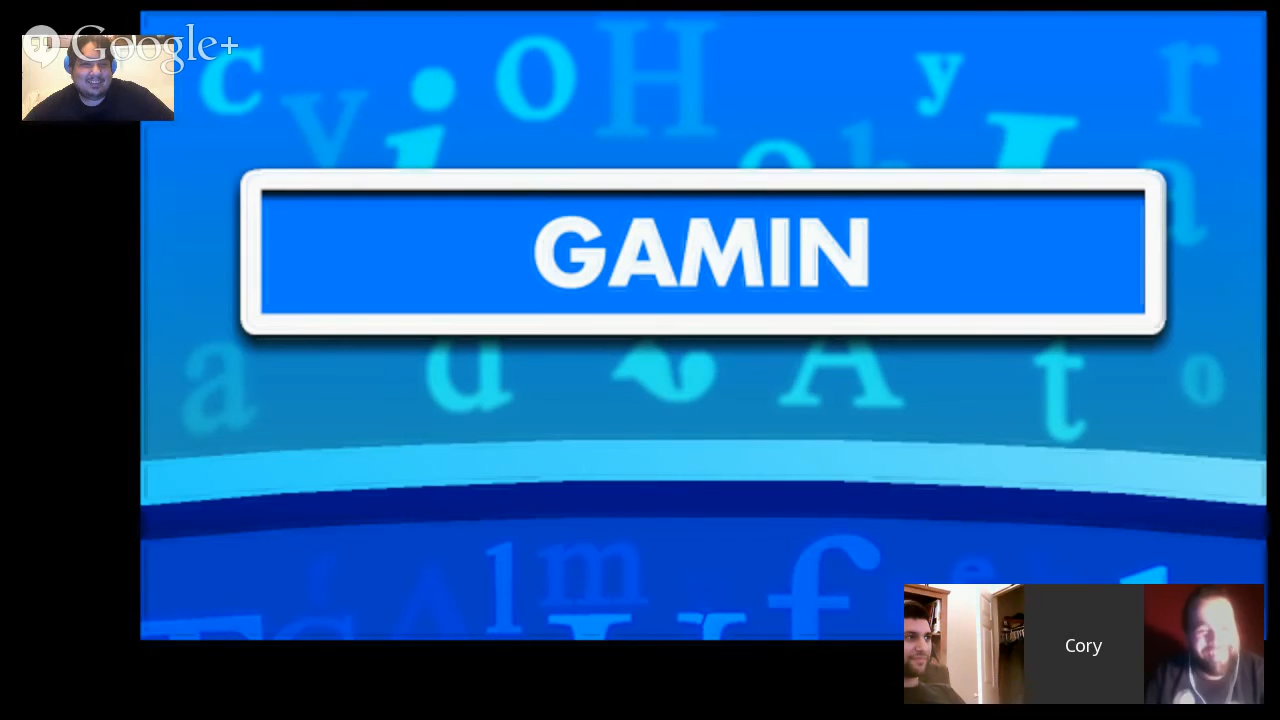 Google+
c v i o H y r
o h I a
GAMIN
a d A t o
l m f e
Cory